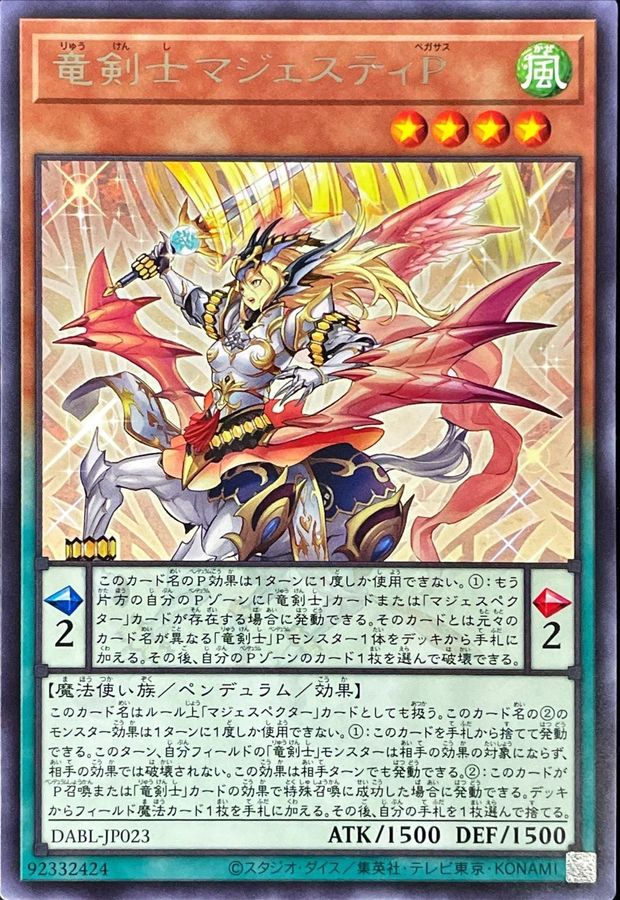 竜剣士マジェスティP
風
このカード名のP効果は1ターンに1度しか使用できない。①：もう
片方の自分のPゾーンに「竜剣士」カードまたは「マジェスペク
ター」カードが存在する場合に発動できる。そのカードとは元々の
カード名が異なる「竜剣士」Pモンスター1体をデッキから手札に
加える。その後、自分のPゾーンのカード1枚を選んで破壊できる。
2
2
【魔法使い族／ペンデュラム／効果】
このカード名はルール上「マジェスペクター」カードとしても扱う。このカード名の②の
モンスター効果は1ターンに1度しか使用できない。①：このカードを手札から捨てて発動
できる。このターン、自分フィールドの「竜剣士」モンスターは相手の効果の対象にならず、
相手の効果では破壊されない。この効果は相手ターンでも発動できる。②：このカードが
P召喚または「竜剣士」カードの効果で特殊召喚に成功した場合に発動できる。デッキ
からフィールド魔法カード1枚を手札に加える。その後、自分の手札を1枚選んで捨てる。
DABL-JP023
ATK/1500 DEF/1500
92332424
©スタジオ・ダイス／集英社・テレビ東京・KONAMI